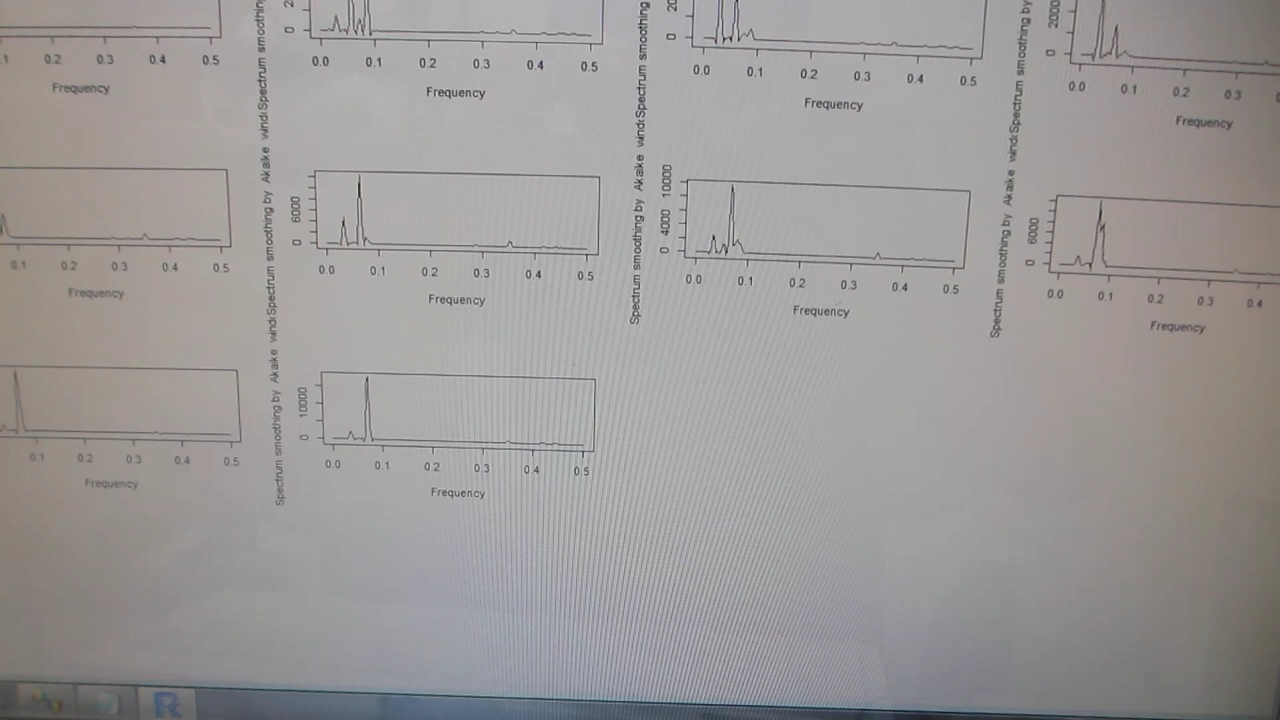 0.2 0.3 0.4 0.5
Frequency
0
0.0 0.1 0.2 0.3 0.4 0.5
Frequency
0
0.0 0.1 0.2 0.3 0.4 0.5
Frequency
0 2000
0.0 0.1 0.2 0.3
Frequency
0.1 0.2 0.3 0.4 0.5
Frequency
Spectrum smoothing by Akaike
0 6000
0.0 0.1 0.2 0.3 0.4 0.5
Frequency
Spectrum smoothing by Akaike
0 4000 10000
0.0 0.1 0.2 0.3 0.4 0.5
Frequency
Spectrum smoothing by Akaike
0 6000
0.0 0.1 0.2 0.3 0.4
Frequency
0.1 0.2 0.3 0.4 0.5
Frequency
Spectrum smoothing by Akaike
0 10000
0.0 0.1 0.2 0.3 0.4 0.5
Frequency
R